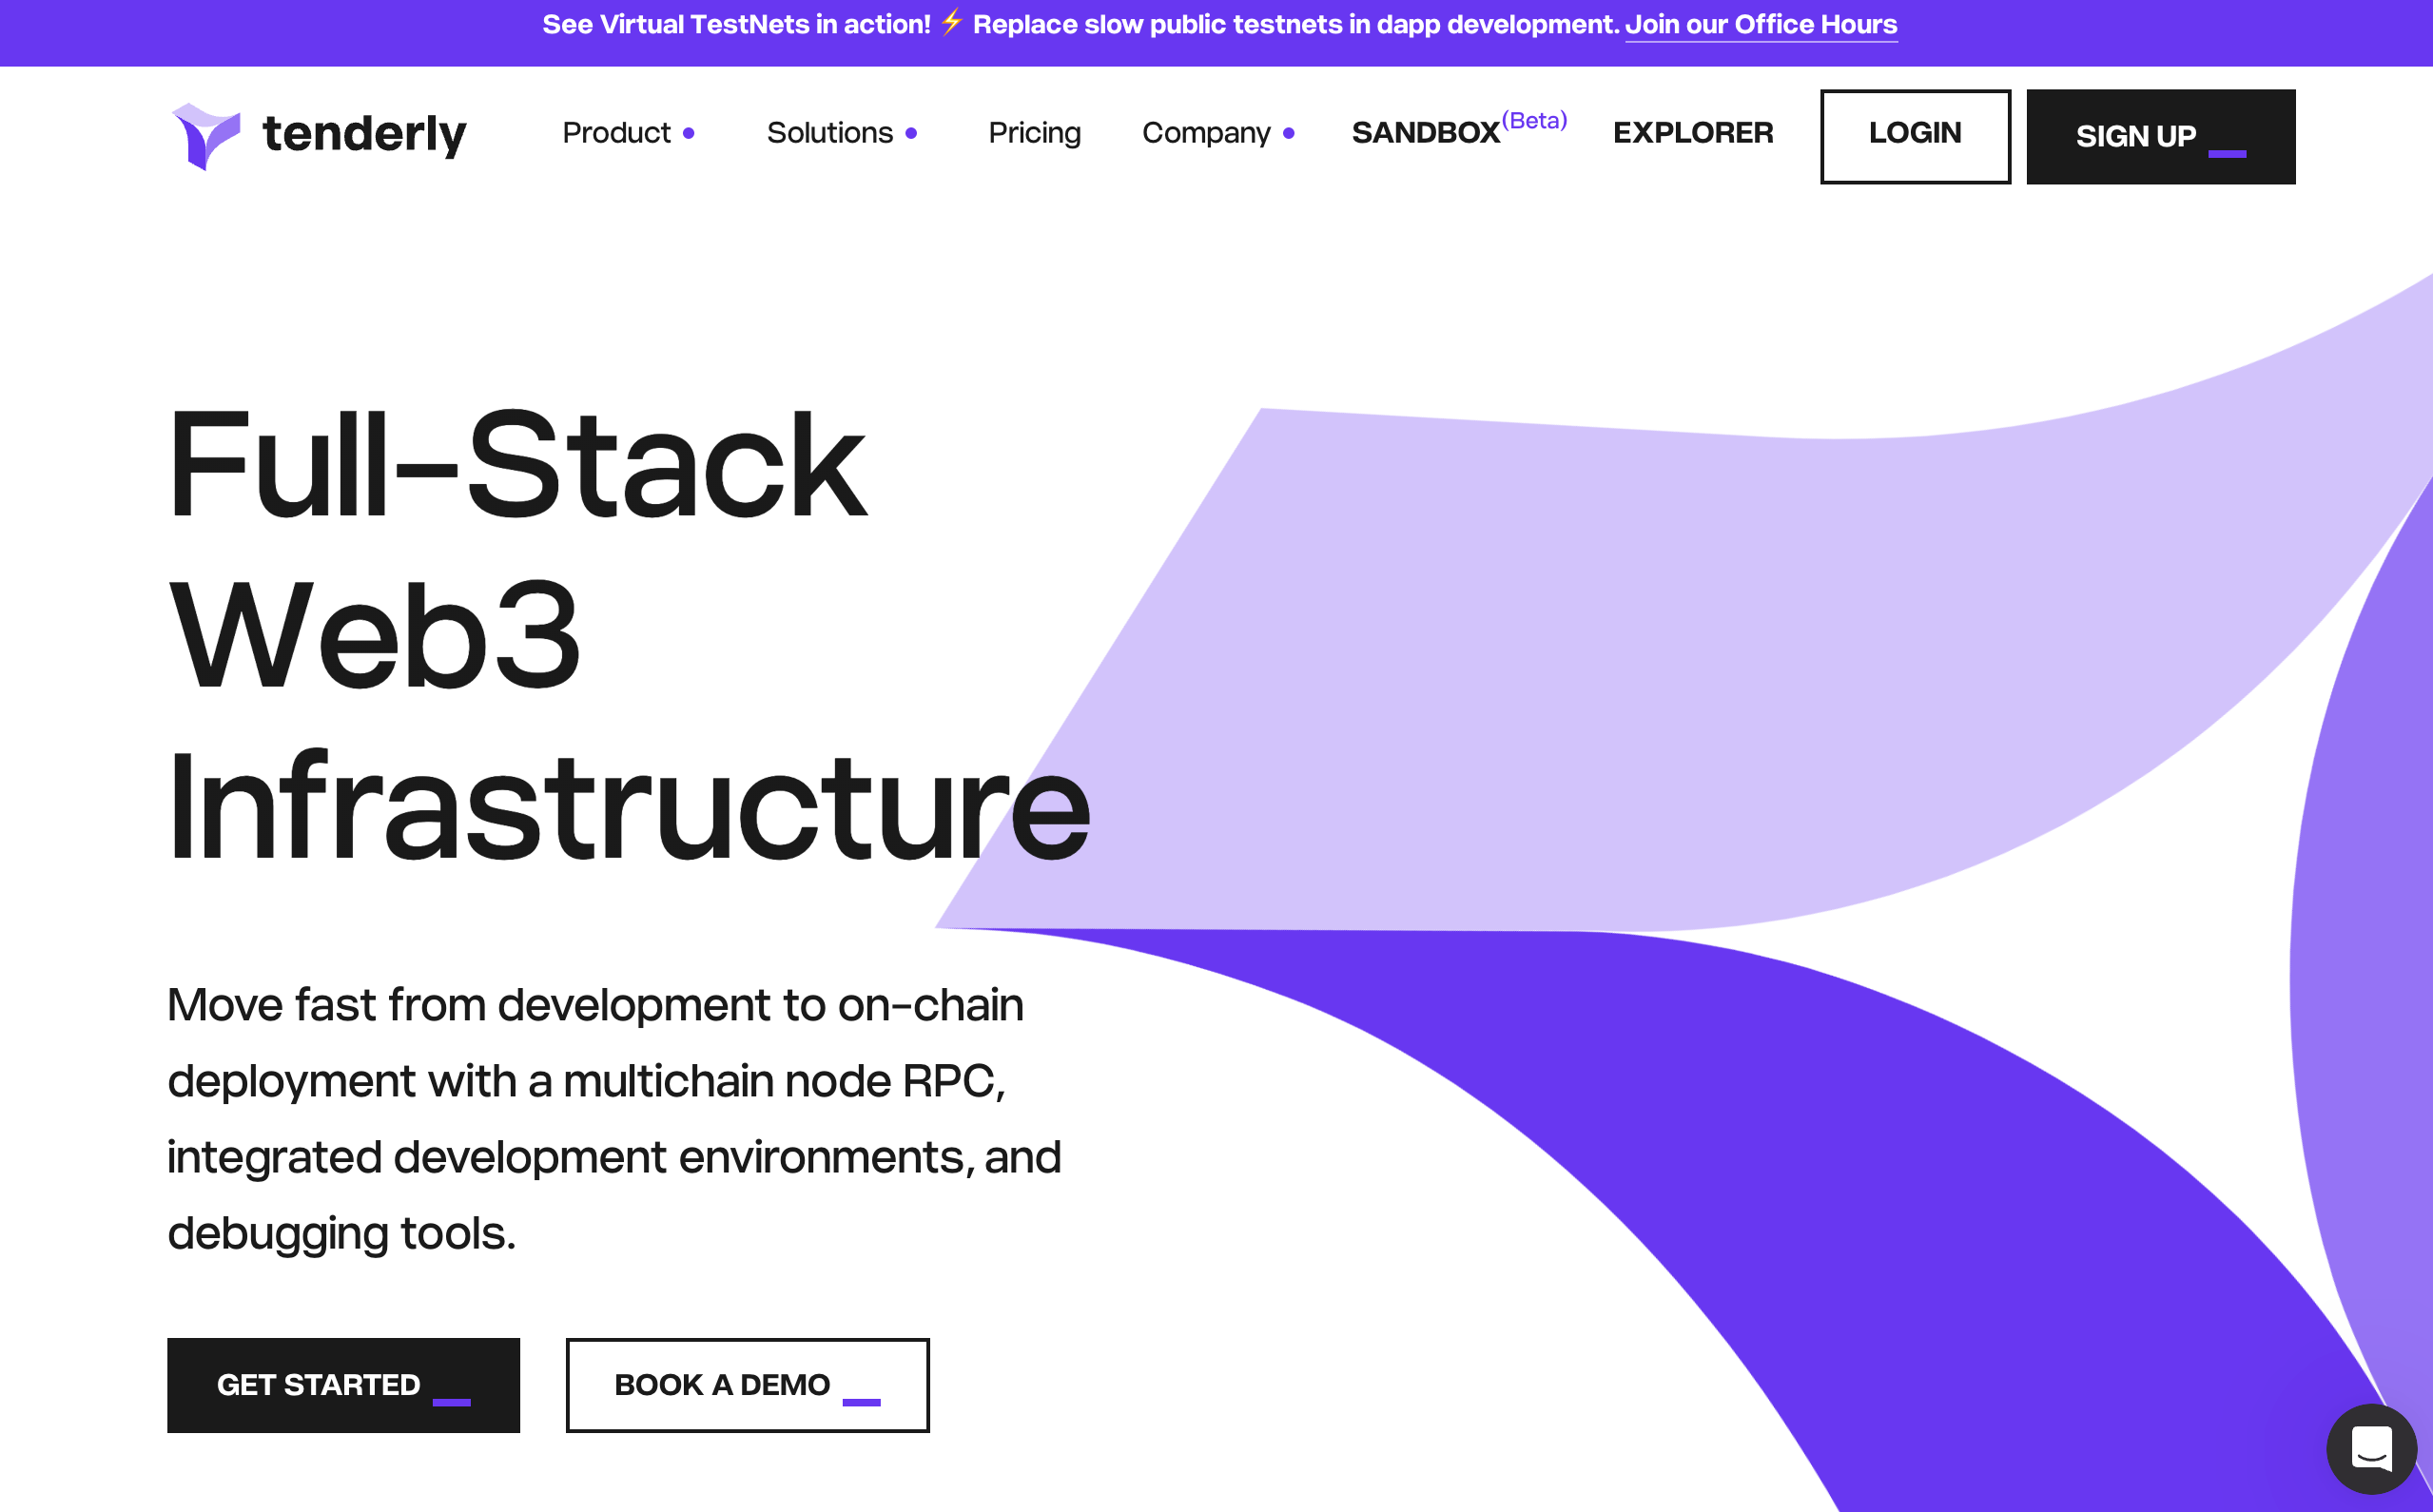 See Virtual TestNets in action! ⚡ Replace slow public testnets in dapp development. Join our Office Hours
tenderly
Product
Solutions
Pricing
Company
SANDBOX(Beta)
EXPLORER
LOGIN
SIGN UP
Full-Stack
Web3
Infrastructure
Move fast from development to on-chain
deployment with a multichain node RPC,
integrated development environments, and
debugging tools.
GET STARTED
BOOK A DEMO